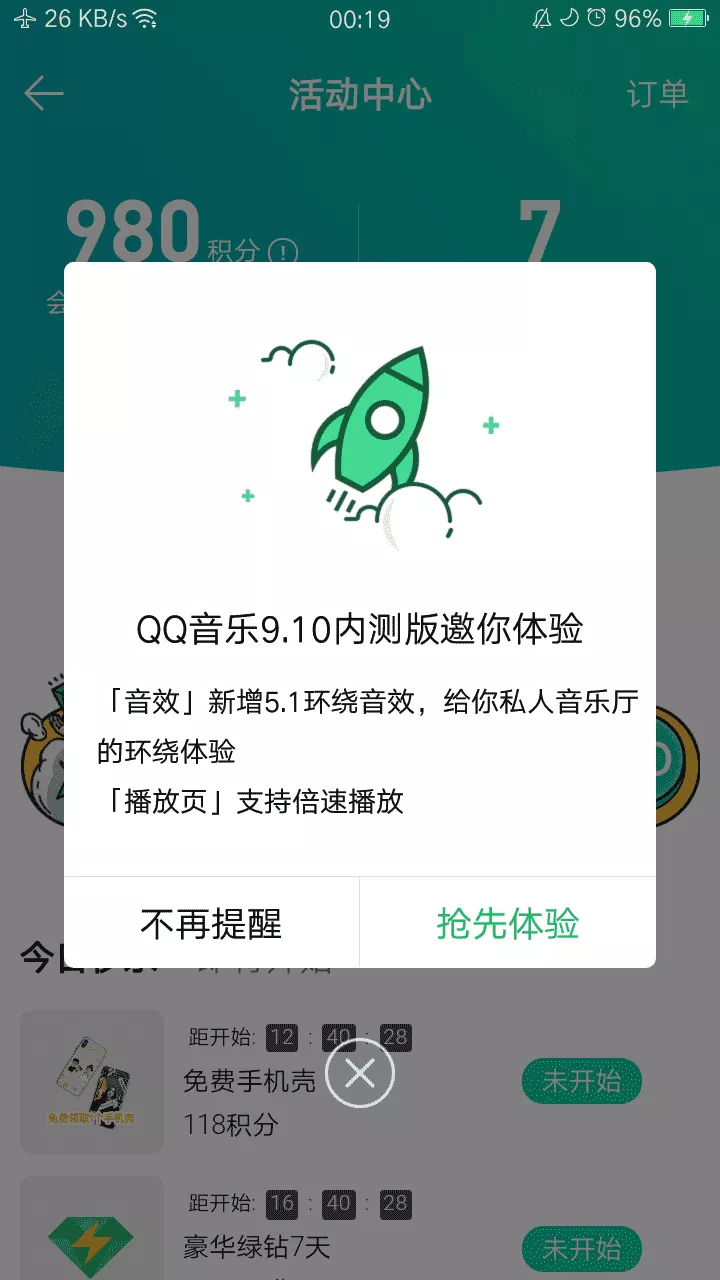 26 KB/s 00:19 96%
活动中心 订单
980 积分 7
会
QQ音乐9.10内测版邀你体验
「音效」新增5.1环绕音效，给你私人音乐厅
的环绕体验
「播放页」支持倍速播放
不再提醒 抢先体验
距开始: 12 : 40 : 28
免费手机壳 未开始
118积分
免费领取1个手机壳
距开始: 16 : 40 : 28
豪华绿钻7天 未开始